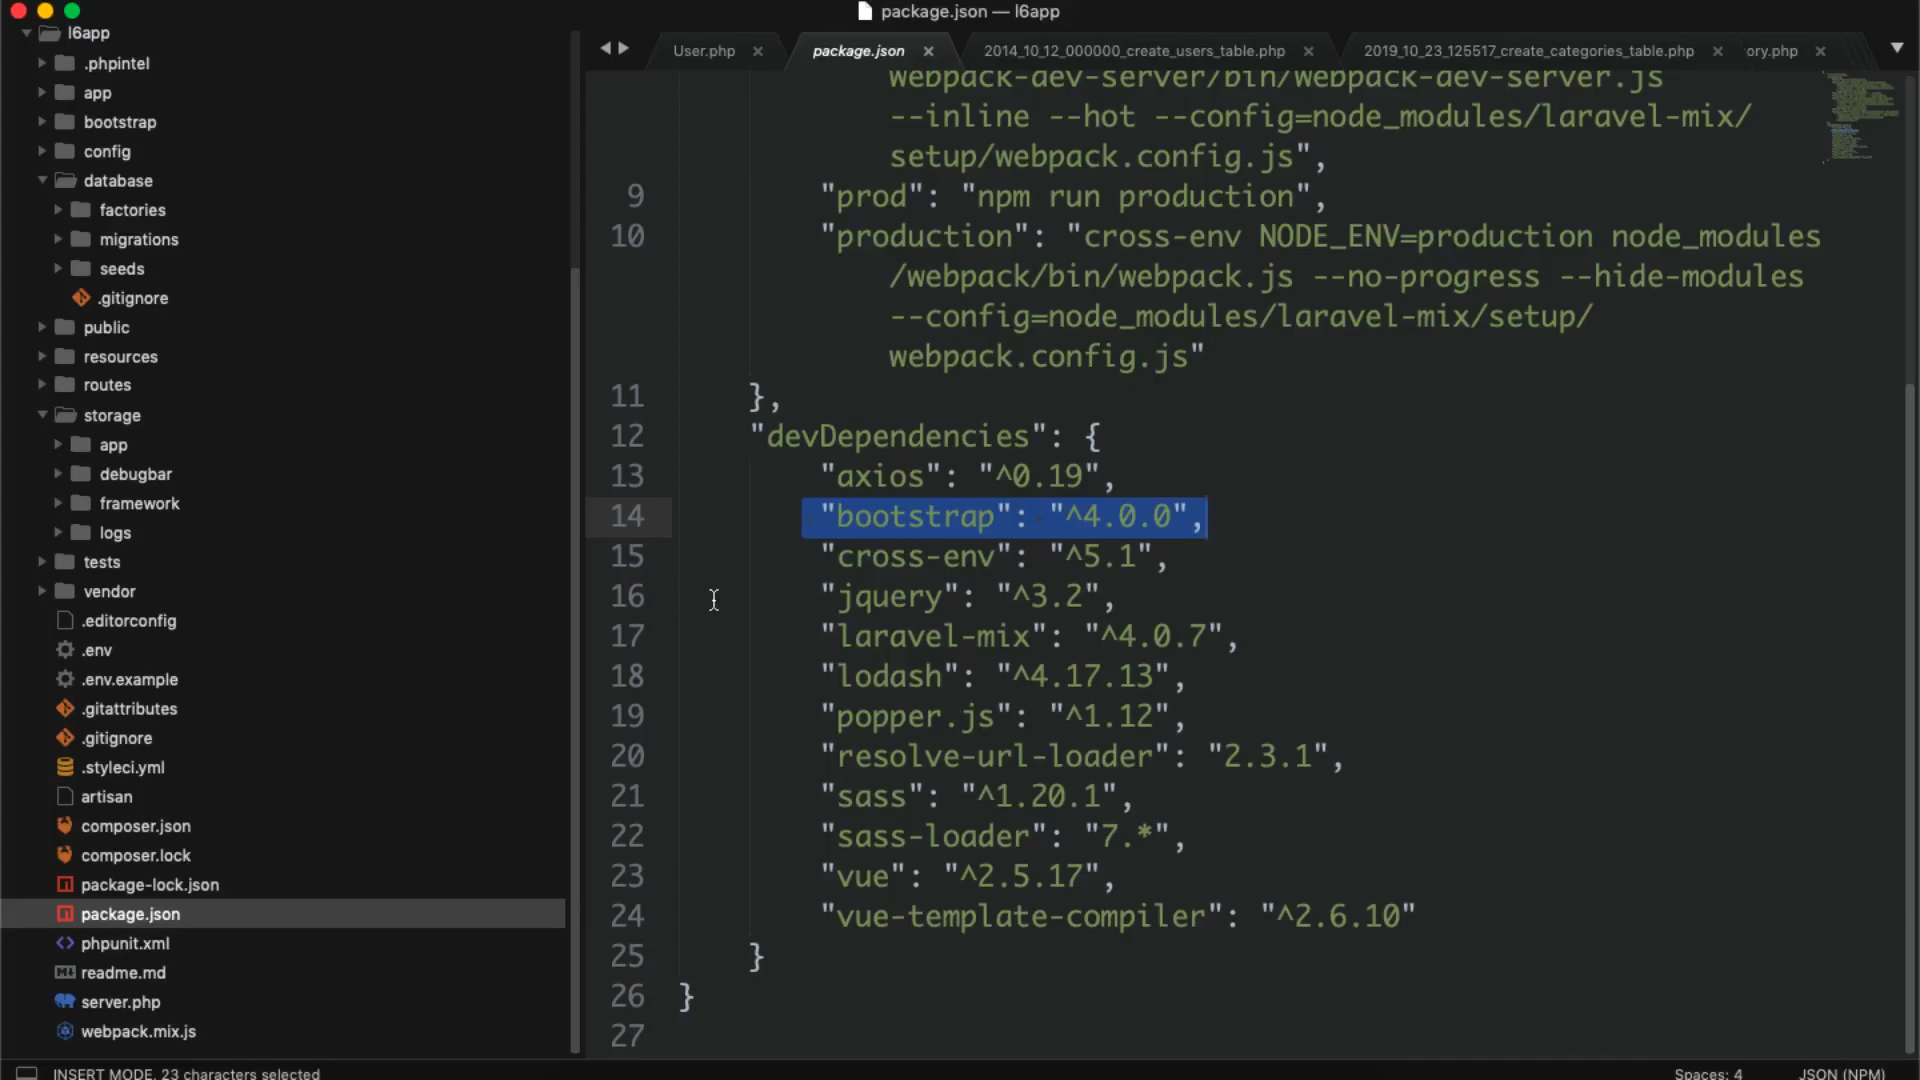 package.json — l6app
l6app
.phpintel
app
bootstrap
config
database
factories
migrations
seeds
.gitignore
public
resources
routes
storage
app
debugbar
framework
logs
tests
vendor
.editorconfig
.env
.env.example
.gitattributes
.gitignore
.styleci.yml
artisan
composer.json
composer.lock
package-lock.json
package.json
phpunit.xml
readme.md
server.php
webpack.mix.js
User.php
package.json
2014_10_12_000000_create_users_table.php
2019_10_23_125517_create_categories_table.php
ory.php
webpack-dev-server/bin/webpack-dev-server.js
--inline --hot --config=node_modules/laravel-mix/
setup/webpack.config.js",
9 "prod": "npm run production",
10 "production": "cross-env NODE_ENV=production node_modules
/webpack/bin/webpack.js --no-progress --hide-modules
--config=node_modules/laravel-mix/setup/
webpack.config.js"
11 },
12 "devDependencies": {
13 "axios": "^0.19",
14 "bootstrap": "^4.0.0",
15 "cross-env": "^5.1",
16 "jquery": "^3.2",
17 "laravel-mix": "^4.0.7",
18 "lodash": "^4.17.13",
19 "popper.js": "^1.12",
20 "resolve-url-loader": "2.3.1",
21 "sass": "^1.20.1",
22 "sass-loader": "7.*",
23 "vue": "^2.5.17",
24 "vue-template-compiler": "^2.6.10"
25 }
26 }
27
INSERT MODE, 23 characters selected
Spaces: 4
JSON (NPM)